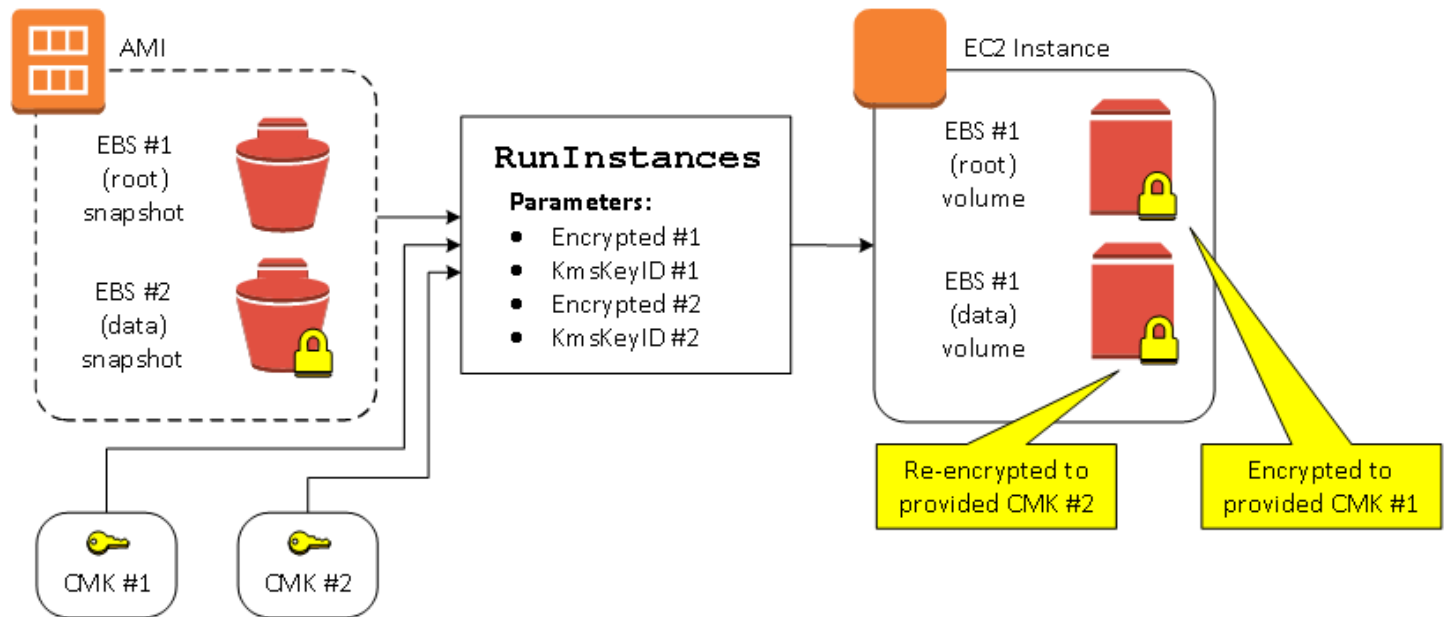 AMI
EBS #1
(root)
snapshot
EBS #2
(data)
snapshot
CMK #1
CMK #2
RunInstances
Parameters:
• Encrypted #1
• KmsKeyID #1
• Encrypted #2
• KmsKeyID #2
EC2 Instance
EBS #1
(root)
volume
EBS #1
(data)
volume
Re-encrypted to
provided CMK #2
Encrypted to
provided CMK #1